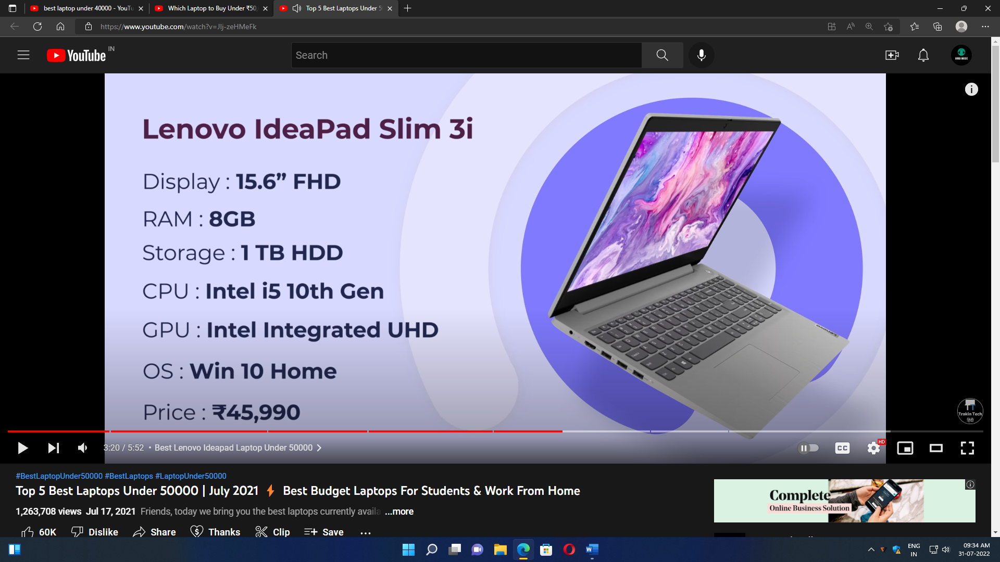 best laptop under 40000 - YouTu
Which Laptop to Buy Under ₹50,
Top 5 Best Laptops Under 5
https://www.youtube.com/watch?v=JIj-zeHMeFk
YouTube IN
Search
HINDI MUSIC
Lenovo IdeaPad Slim 3i
Display : 15.6” FHD
RAM : 8GB
Storage : 1 TB HDD
CPU : Intel i5 10th Gen
GPU : Intel Integrated UHD
OS : Win 10 Home
Price : ₹45,990
Lenovo
Trakin Tech
हिंदी
3:20 / 5:52 • Best Lenovo Ideapad Laptop Under 50000
CC
HD
#BestLaptopUnder50000 #BestLaptops #LaptopUnder50000
Top 5 Best Laptops Under 50000 | July 2021 ⚡ Best Budget Laptops For Students & Work From Home
1,263,708 views Jul 17, 2021 Friends, today we bring you the best laptops currently availa ...more
60K Dislike Share Thanks Clip Save
Complete
Online Business Solution
ENG
IN
09:34 AM
31-07-2022